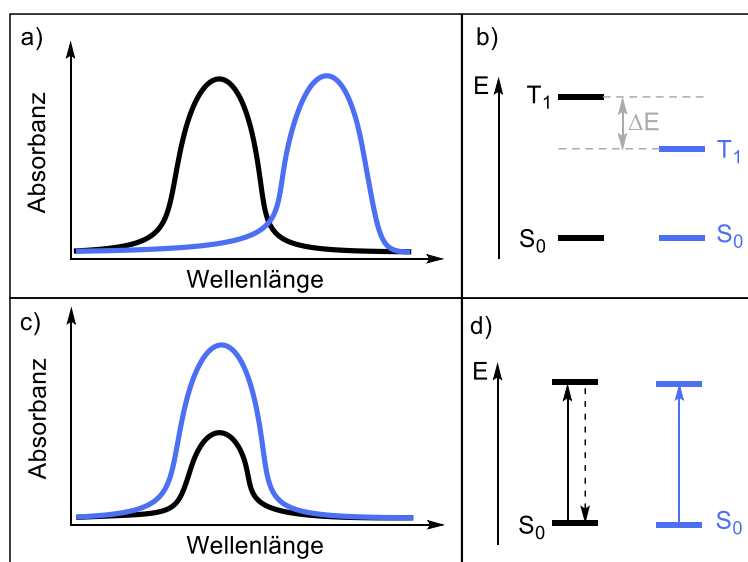 a)
Absorbanz
Wellenlänge
b)
E
T₁
ΔE
T₁
S₀
S₀
c)
Absorbanz
Wellenlänge
d)
E
S₀
S₀